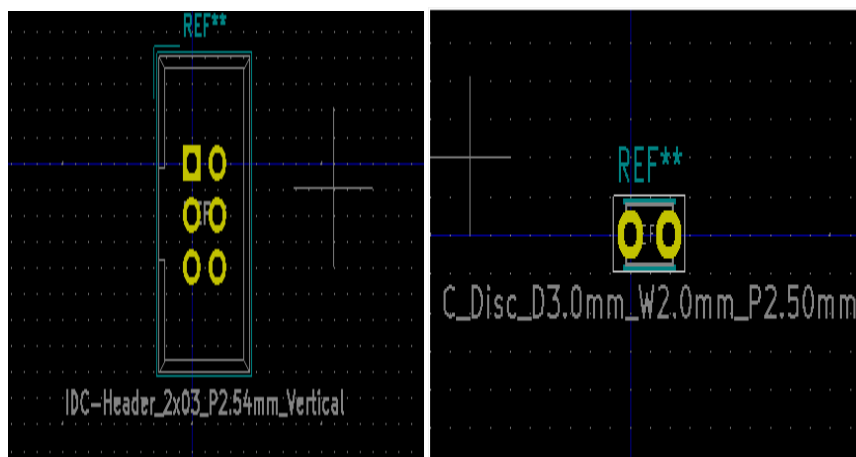 REF**
IDC-Header_2x03_P2.54mm_Vertical
REF**
C_Disc_D3.0mm_W2.0mm_P2.50mm